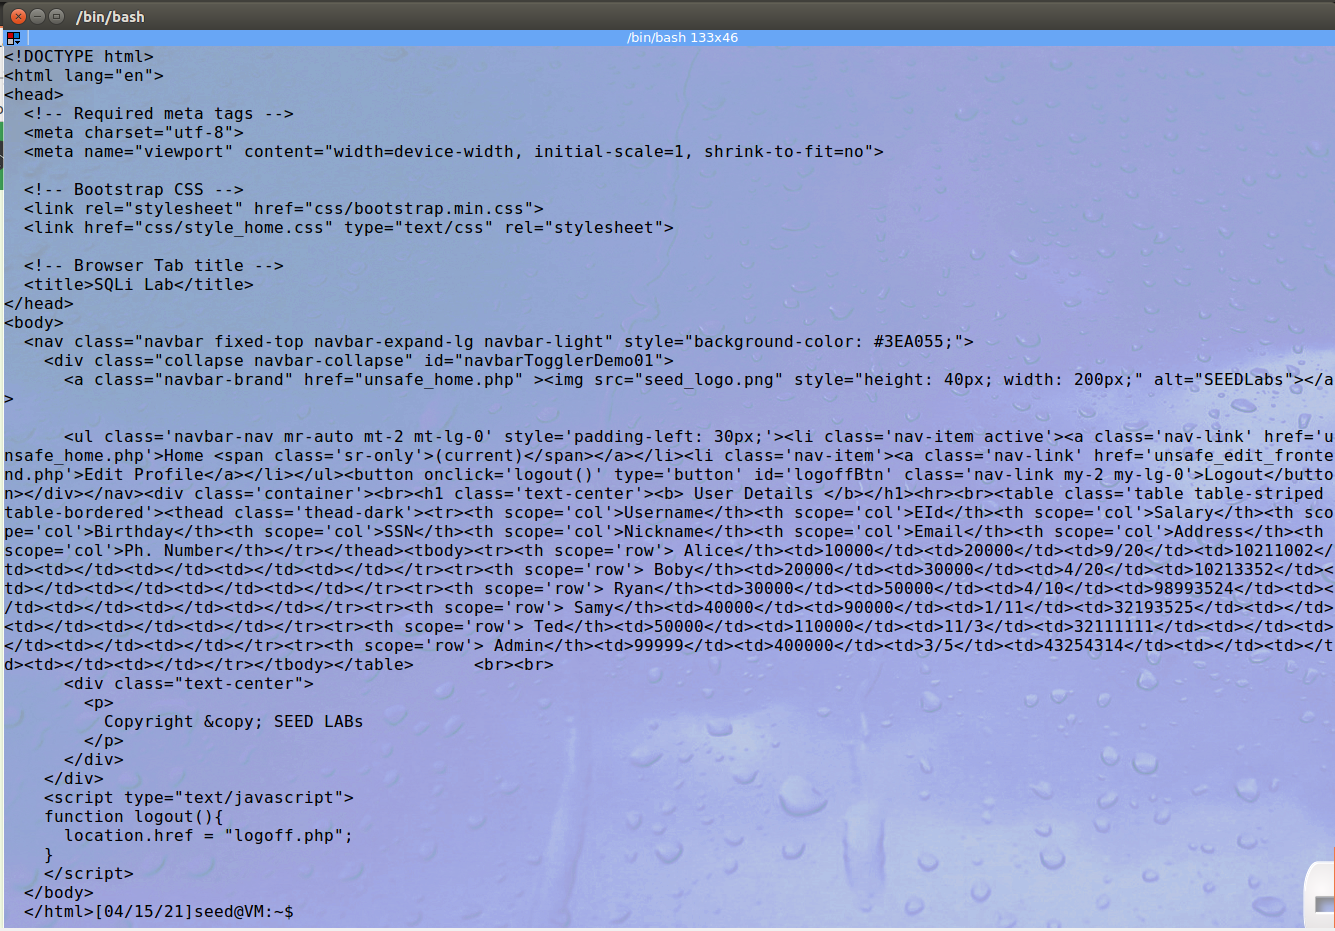 /bin/bash
/bin/bash 133x46
<!DOCTYPE html>
<html lang="en">
<head>
  <!-- Required meta tags -->
  <meta charset="utf-8">
  <meta name="viewport" content="width=device-width, initial-scale=1, shrink-to-fit=no">

  <!-- Bootstrap CSS -->
  <link rel="stylesheet" href="css/bootstrap.min.css">
  <link href="css/style_home.css" type="text/css" rel="stylesheet">

  <!-- Browser Tab title -->
  <title>SQLi Lab</title>
</head>
<body>
  <nav class="navbar fixed-top navbar-expand-lg navbar-light" style="background-color: #3EA055;">
    <div class="collapse navbar-collapse" id="navbarTogglerDemo01">
      <a class="navbar-brand" href="unsafe_home.php" ><img src="seed_logo.png" style="height: 40px; width: 200px;" alt="SEEDLabs"></a
>

      <ul class='navbar-nav mr-auto mt-2 mt-lg-0' style='padding-left: 30px;'><li class='nav-item active'><a class='nav-link' href='u
nsafe_home.php'>Home <span class='sr-only'>(current)</span></a></li><li class='nav-item'><a class='nav-link' href='unsafe_edit_fronte
nd.php'>Edit Profile</a></li></ul><button onclick='logout()' type='button' id='logoffBtn' class='nav-link my-2 my-lg-0'>Logout</butto
n></div></nav><div class='container'><br><h1 class='text-center'><b> User Details </b></h1><hr><br><table class='table table-striped 
table-bordered'><thead class='thead-dark'><tr><th scope='col'>Username</th><th scope='col'>EId</th><th scope='col'>Salary</th><th sco
pe='col'>Birthday</th><th scope='col'>SSN</th><th scope='col'>Nickname</th><th scope='col'>Email</th><th scope='col'>Address</th><th 
scope='col'>Ph. Number</th></tr></thead><tbody><tr><th scope='row'> Alice</th><td>10000</td><td>20000</td><td>9/20</td><td>10211002</
td><td></td><td></td><td></td><td></td></tr><tr><th scope='row'> Boby</th><td>20000</td><td>30000</td><td>4/20</td><td>10213352</td><
td></td><td></td><td></td><td></td></tr><tr><th scope='row'> Ryan</th><td>30000</td><td>50000</td><td>4/10</td><td>98993524</td><td><
/td><td></td><td></td><td></td></tr><tr><th scope='row'> Samy</th><td>40000</td><td>90000</td><td>1/11</td><td>32193525</td><td></td>
<td></td><td></td><td></td></tr><tr><th scope='row'> Ted</th><td>50000</td><td>110000</td><td>11/3</td><td>32111111</td><td></td><td>
</td><td></td><td></td></tr><tr><th scope='row'> Admin</th><td>99999</td><td>400000</td><td>3/5</td><td>43254314</td><td></td><td></t
d><td></td><td></td></tr></tbody></table>      <br><br>
      <div class="text-center">
        <p>
          Copyright &copy; SEED LABs
        </p>
      </div>
    </div>
    <script type="text/javascript">
    function logout(){
      location.href = "logoff.php";
    }
    </script>
  </body>
  </html>[04/15/21]seed@VM:~$